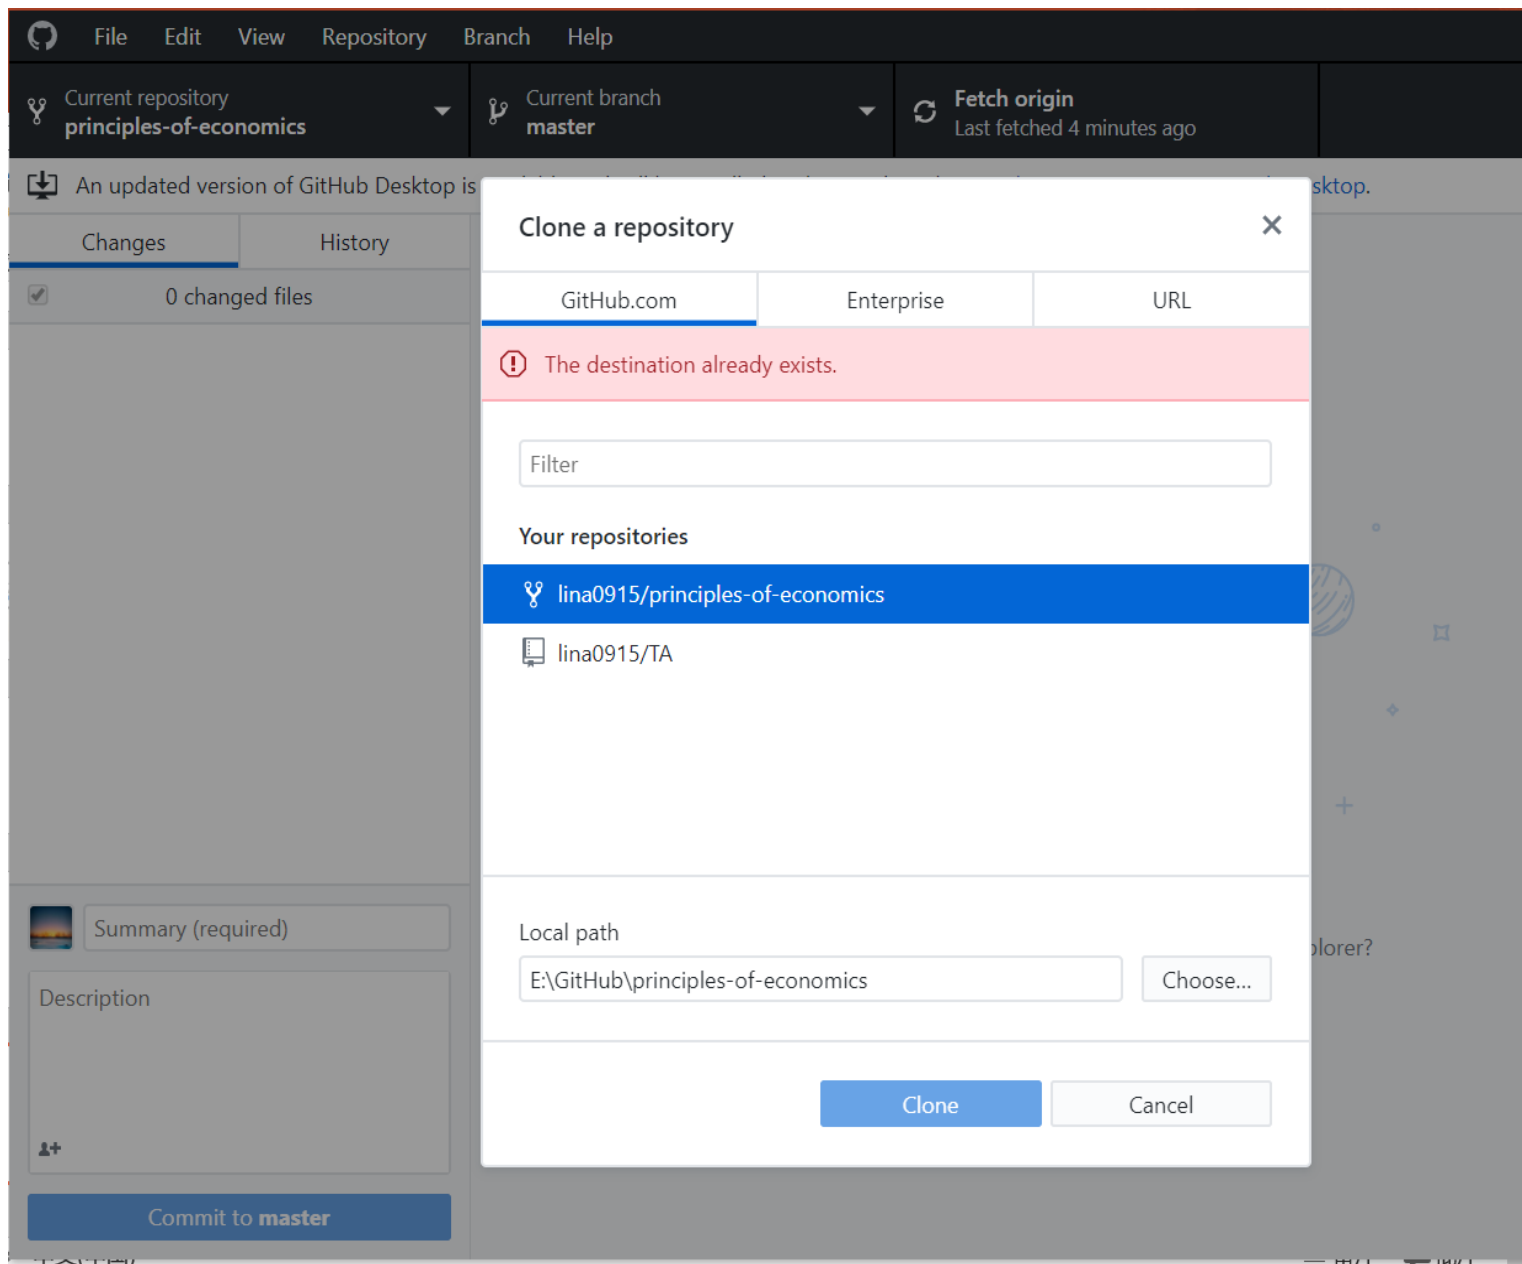 File Edit View Repository Branch Help
Current repository
principles-of-economics
Current branch
master
Fetch origin
Last fetched 4 minutes ago
An updated version of GitHub Desktop is
sktop.
Changes
History
0 changed files
Clone a repository
GitHub.com
Enterprise
URL
The destination already exists.
Filter
Your repositories
lina0915/principles-of-economics
lina0915/TA
Local path
E:\GitHub\principles-of-economics
Choose...
Clone
Cancel
plorer?
Summary (required)
Description
Commit to master